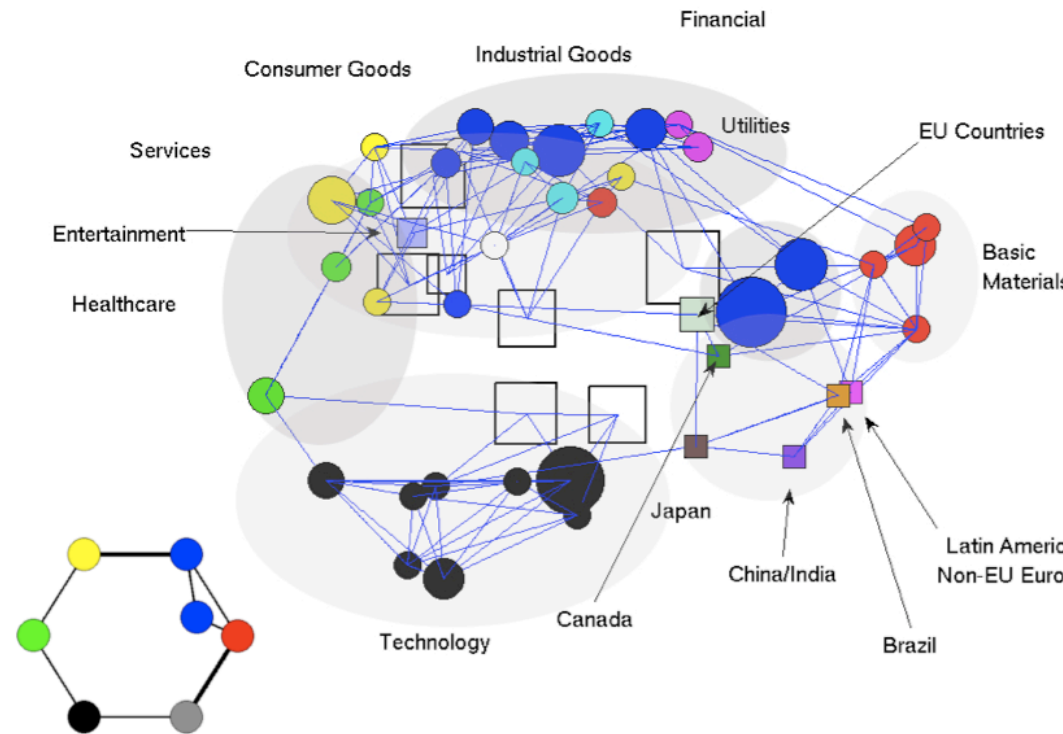 Financial
Industrial Goods
Consumer Goods
Utilities
EU Countries
Services
Entertainment
Basic
Materials
Healthcare
Japan
Latin Americ
China/India
Non-EU Euro
Canada
Technology
Brazil